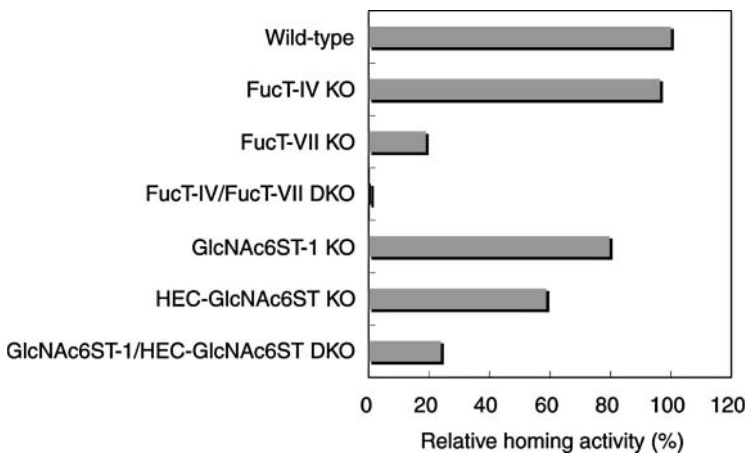 Wild-type
FucT-IV KO
FucT-VII KO
FucT-IV/FucT-VII DKO
GlcNAc6ST-1 KO
HEC-GlcNAc6ST KO
GlcNAc6ST-1/HEC-GlcNAc6ST DKO
0 20 40 60 80 100 120
Relative homing activity (%)